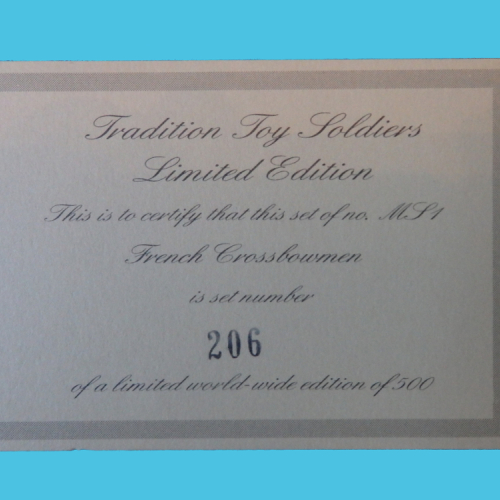 Tradition Toy Soldiers
Limited Edition
This is to certify that this set of no. MS1
French Crossbowmen
is set number
206
of a limited world-wide edition of 500